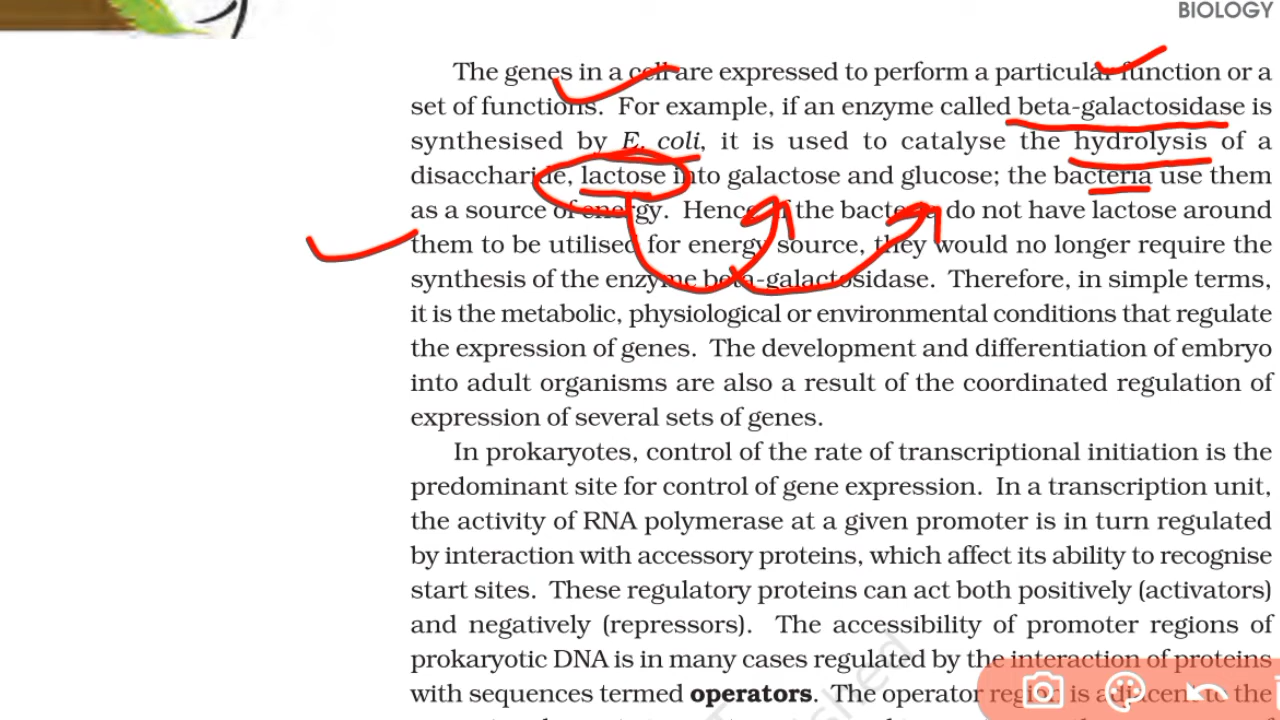 BIOLOGY
The genes in a cell are expressed to perform a particular function or a
set of functions. For example, if an enzyme called beta-galactosidase is
synthesised by E. coli, it is used to catalyse the hydrolysis of a
disaccharide, lactose into galactose and glucose; the bacteria use them
as a source of energy. Hence, if the bacteria do not have lactose around
them to be utilised for energy source, they would no longer require the
synthesis of the enzyme beta-galactosidase. Therefore, in simple terms,
it is the metabolic, physiological or environmental conditions that regulate
the expression of genes. The development and differentiation of embryo
into adult organisms are also a result of the coordinated regulation of
expression of several sets of genes.
In prokaryotes, control of the rate of transcriptional initiation is the
predominant site for control of gene expression. In a transcription unit,
the activity of RNA polymerase at a given promoter is in turn regulated
by interaction with accessory proteins, which affect its ability to recognise
start sites. These regulatory proteins can act both positively (activators)
and negatively (repressors). The accessibility of promoter regions of
prokaryotic DNA is in many cases regulated by the interaction of proteins
with sequences termed operators. The operator region is adjacent to the